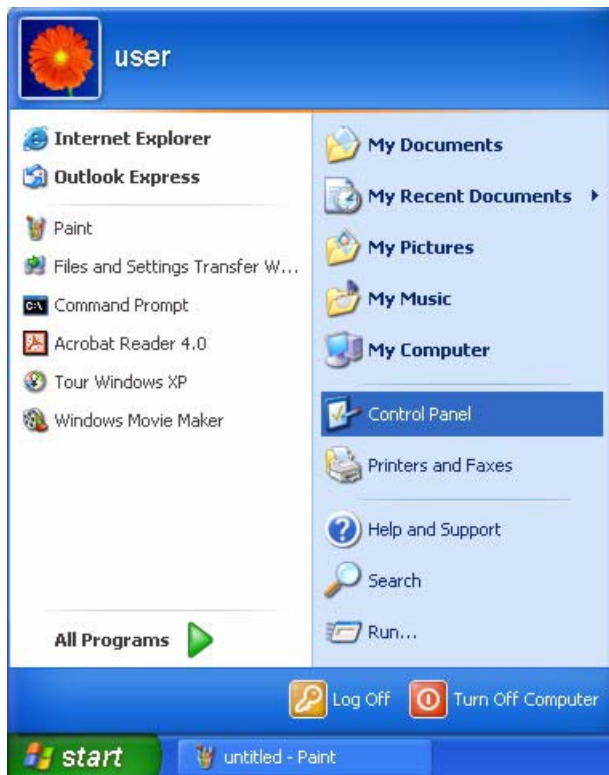 user
Internet Explorer
Outlook Express
Paint
Files and Settings Transfer W...
Command Prompt
Acrobat Reader 4.0
Tour Windows XP
Windows Movie Maker
All Programs
My Documents
My Recent Documents
My Pictures
My Music
My Computer
Control Panel
Printers and Faxes
Help and Support
Search
Run...
Log Off
Turn Off Computer
start
untitled - Paint